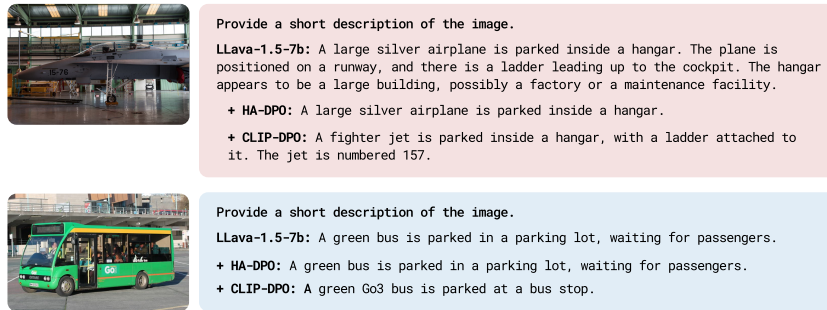 Provide a short description of the image.
LLava-1.5-7b: A large silver airplane is parked inside a hangar. The plane is
positioned on a runway, and there is a ladder leading up to the cockpit. The hangar
appears to be a large building, possibly a factory or a maintenance facility.
+ HA-DPO: A large silver airplane is parked inside a hangar.
+ CLIP-DPO: A fighter jet is parked inside a hangar, with a ladder attached to
it. The jet is numbered 157.
Provide a short description of the image.
LLava-1.5-7b: A green bus is parked in a parking lot, waiting for passengers.
+ HA-DPO: A green bus is parked in a parking lot, waiting for passengers.
Go
+ CLIP-DPO: A green Go3 bus is parked at a bus stop.